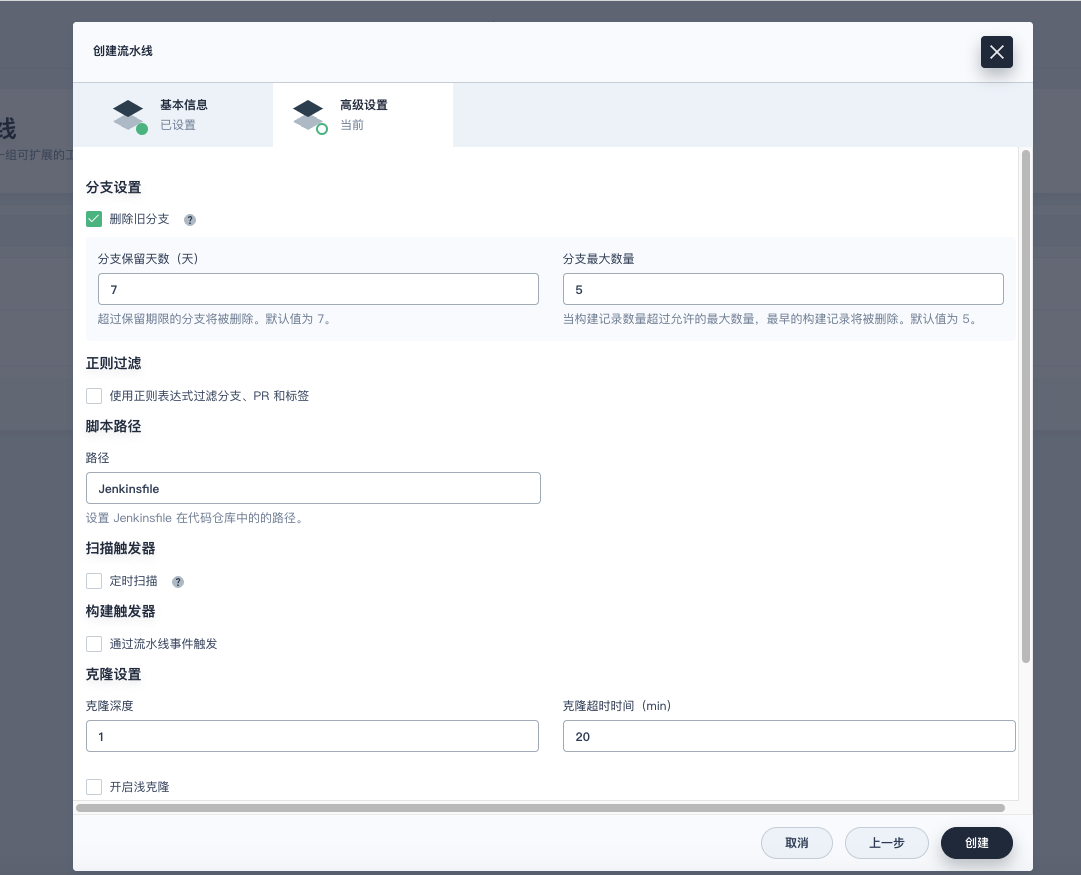 创建流水线
基本信息
已设置
高级设置
当前
线
一组可扩展的工
分支设置
删除旧分支 ?
分支保留天数（天） 分支最大数量
7 5
超过保留期限的分支将被删除。默认值为 7。 当构建记录数量超过允许的最大数量，最早的构建记录将被删除。默认值为 5。
正则过滤
使用正则表达式过滤分支、PR 和标签
脚本路径
路径
Jenkinsfile
设置 Jenkinsfile 在代码仓库中的的路径。
扫描触发器
定时扫描 ?
构建触发器
通过流水线事件触发
克隆设置
克隆深度 克隆超时时间（min）
1 20
开启浅克隆
取消 上一步 创建